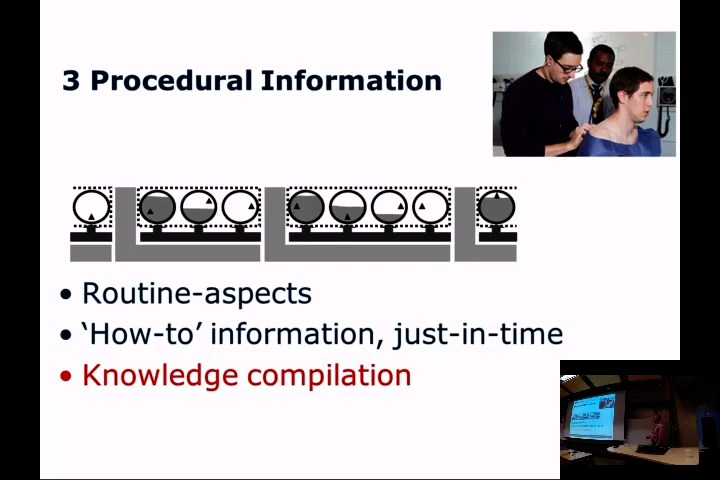 3 Procedural Information
• Routine-aspects
• ‘How-to’ information, just-in-time
• Knowledge compilation